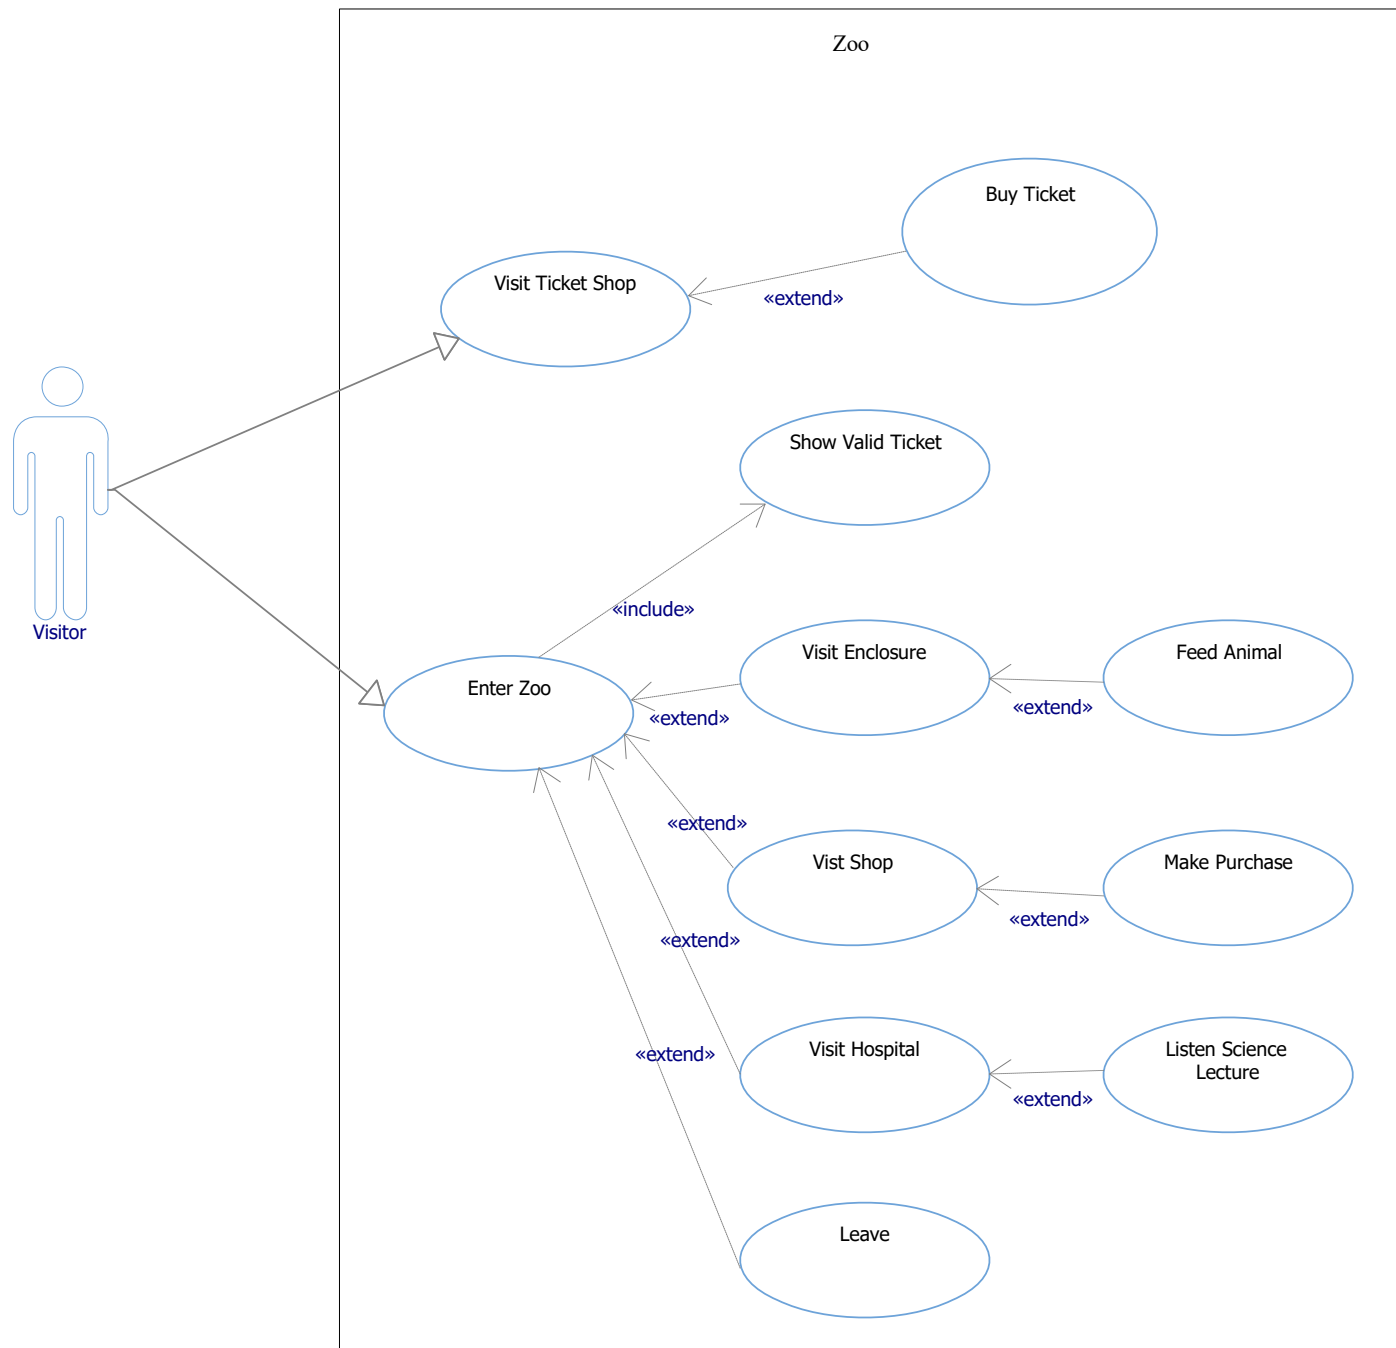 Zoo
Buy Ticket
Visit Ticket Shop
«extend»
Show Valid Ticket
«include»
Visitor
Visit Enclosure
Feed Animal
Enter Zoo
«extend»
«extend»
«extend»
Vist Shop
Make Purchase
«extend»
«extend»
Visit Hospital
Listen Science
Lecture
«extend»
«extend»
Leave